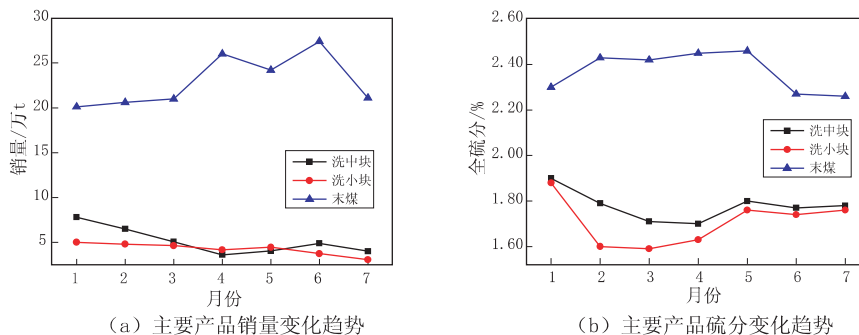 30
25
20
15
10
5
销量/万t
洗中块
洗小块
末煤
1 2 3 4 5 6 7
月份
(a) 主要产品销量变化趋势
2.60
2.40
2.20
2.00
1.80
1.60
全硫分/%
洗中块
洗小块
末煤
1 2 3 4 5 6 7
月份
(b) 主要产品硫分变化趋势